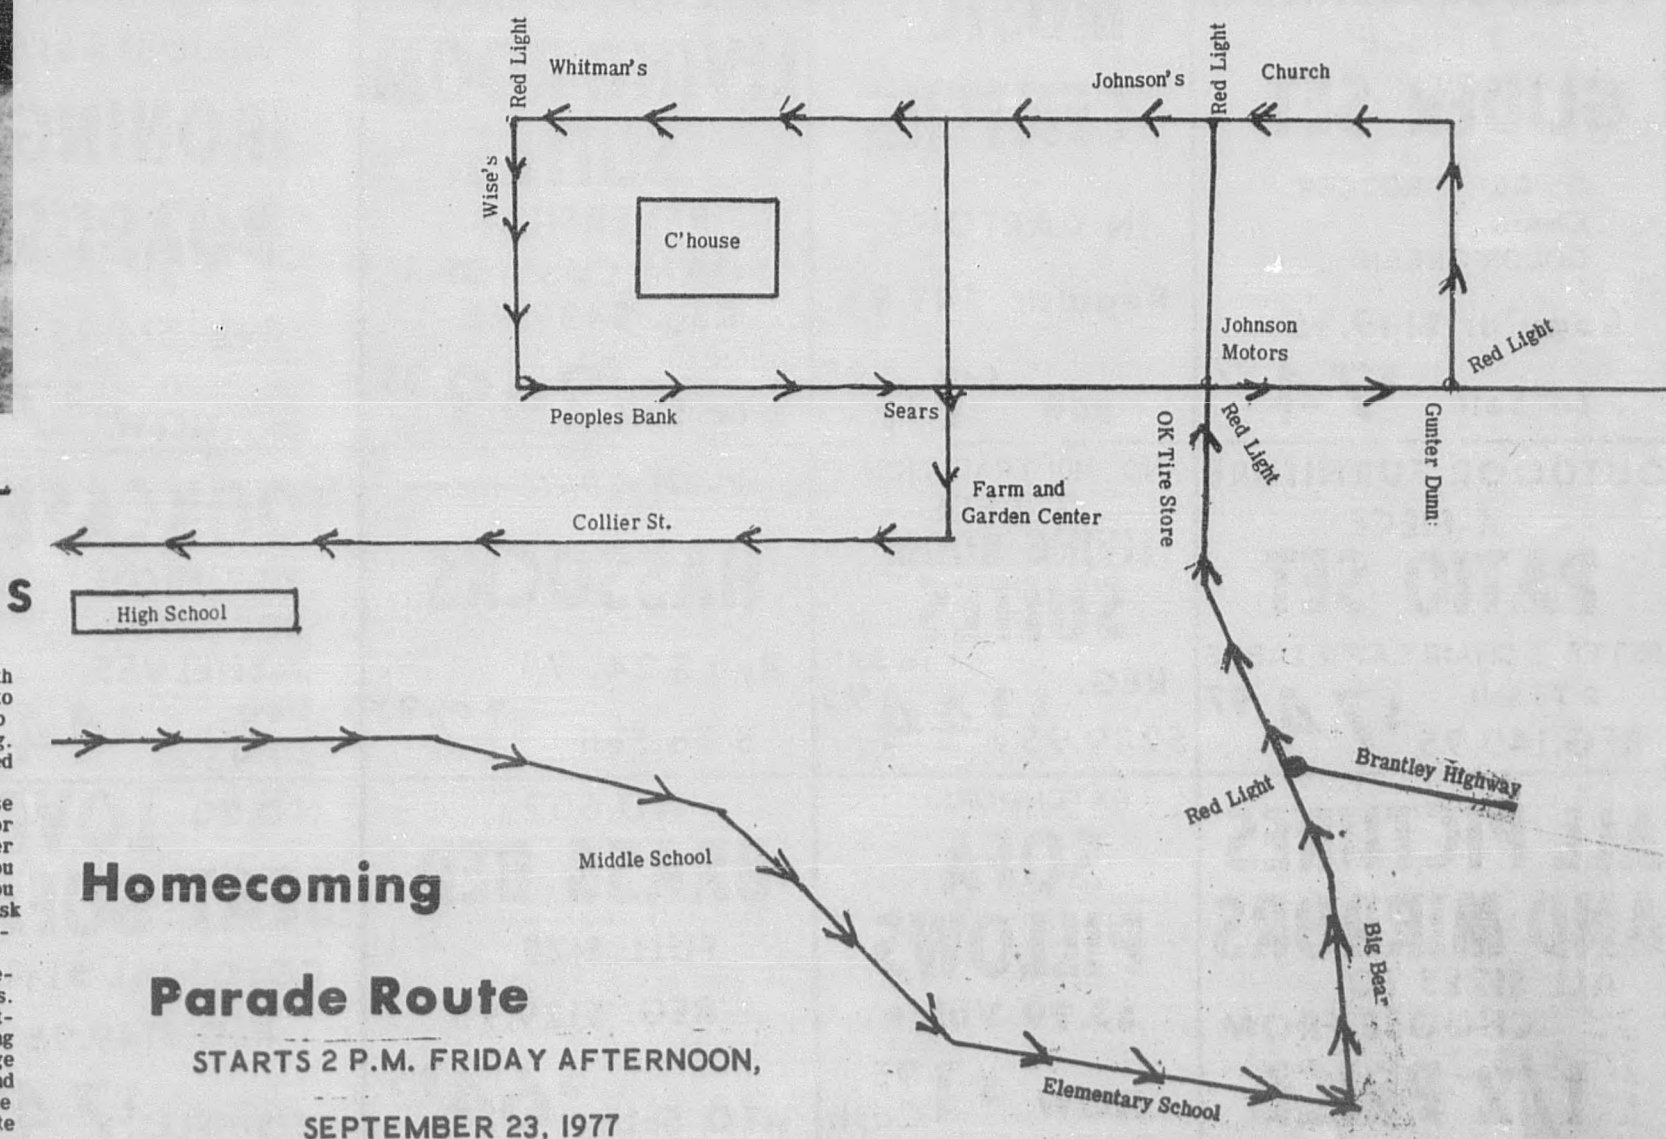 Red Light
Whitman's
Johnson's
Red Light
Church
Wise's
C'house
Johnson
Motors
Red Light
Peoples Bank
Sears
OK Tire Store
Red Light
Gunter Dunn:
Farm and
Garden Center
Collier St.
S
High School
Brantley Highway
Red Light
Middle School
Homecoming
Big Bear
Parade Route
STARTS 2 P.M. FRIDAY AFTERNOON,
Elementary School
SEPTEMBER 23, 1977